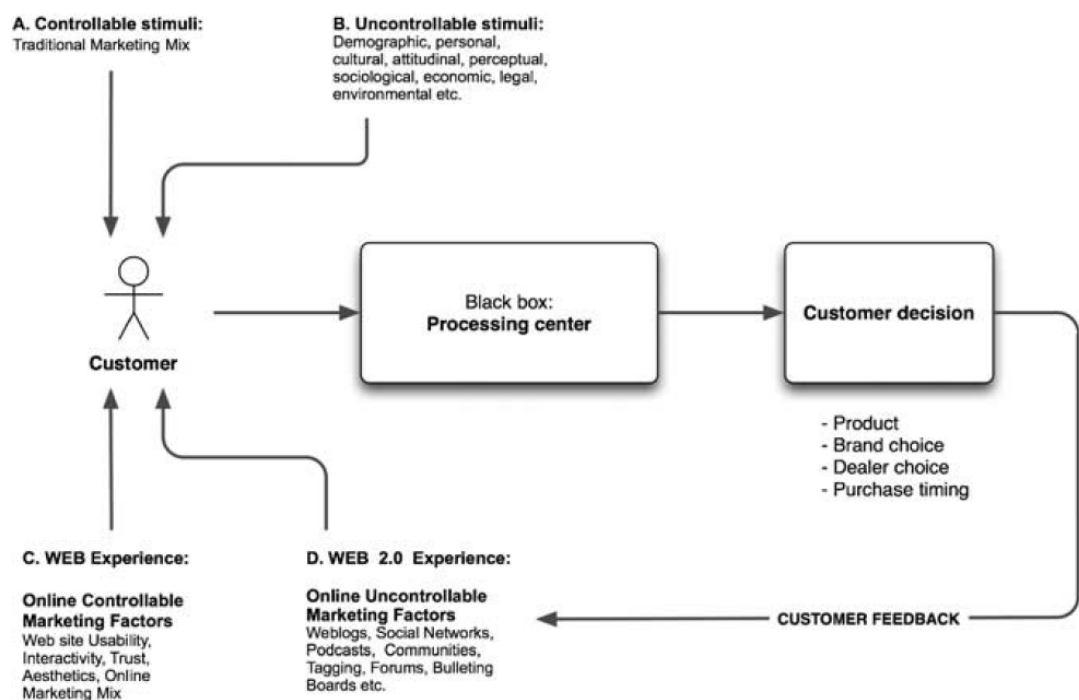 A. Controllable stimuli:
Traditional Marketing Mix
B. Uncontrollable stimuli:
Demographic, personal,
cultural, attitudinal, perceptual,
sociological, economic, legal,
environmental etc.
Customer
Black box:
Processing center
Customer decision
- Product
- Brand choice
- Dealer choice
- Purchase timing
C. WEB Experience:
Online Controllable
Marketing Factors
Web site Usability,
Interactivity, Trust,
Aesthetics, Online
Marketing Mix
D. WEB 2.0 Experience:
Online Uncontrollable
Marketing Factors
Weblogs, Social Networks,
Podcasts, Communities,
Tagging, Forums, Bulleting
Boards etc.
CUSTOMER FEEDBACK